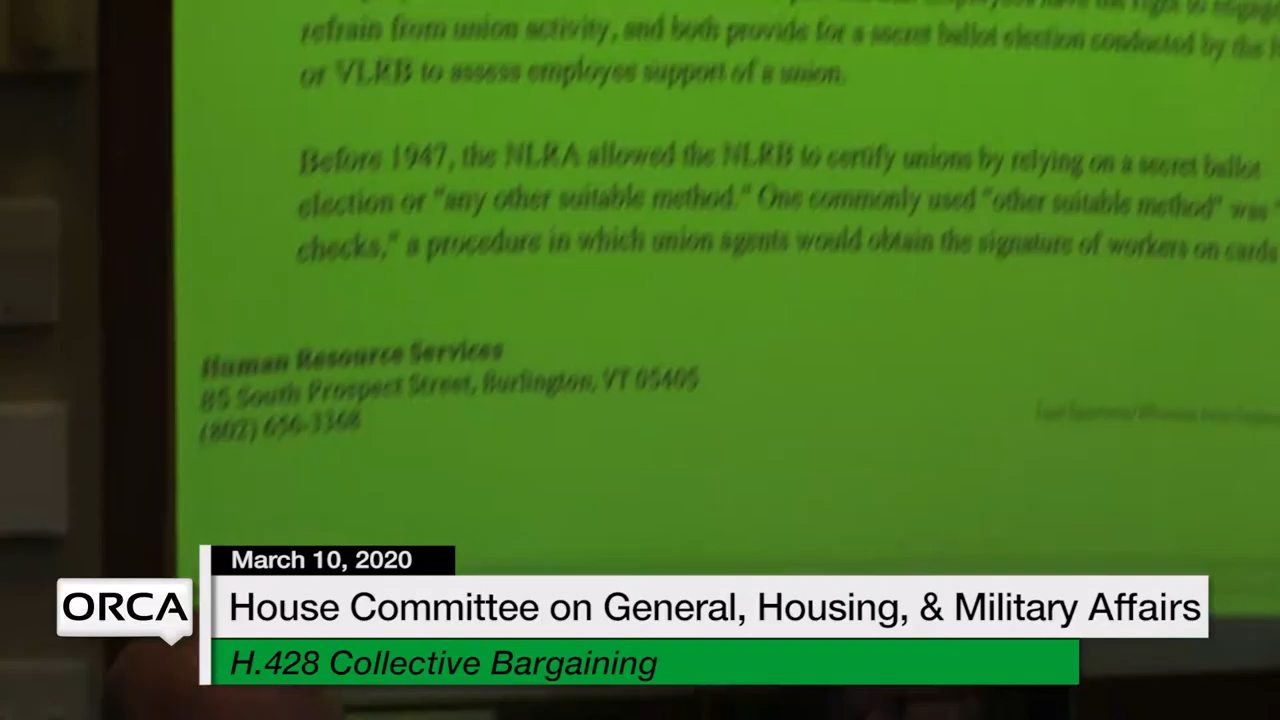 refrain from union activity, and both provide for a secret ballot election conducted by the
or VLRB to assess employee support of a union.
Before 1947, the NLRA allowed the NLRB to certify unions by relying on a secret ballot
election or "any other suitable method." One commonly used "other suitable method" was "
checks," a procedure in which union agents would obtain the signature of workers on cards
Human Resource Services
85 South Prospect Street, Burlington, VT 05405
(802) 656-3368
March 10, 2020
ORCA
House Committee on General, Housing, & Military Affairs
H.428 Collective Bargaining